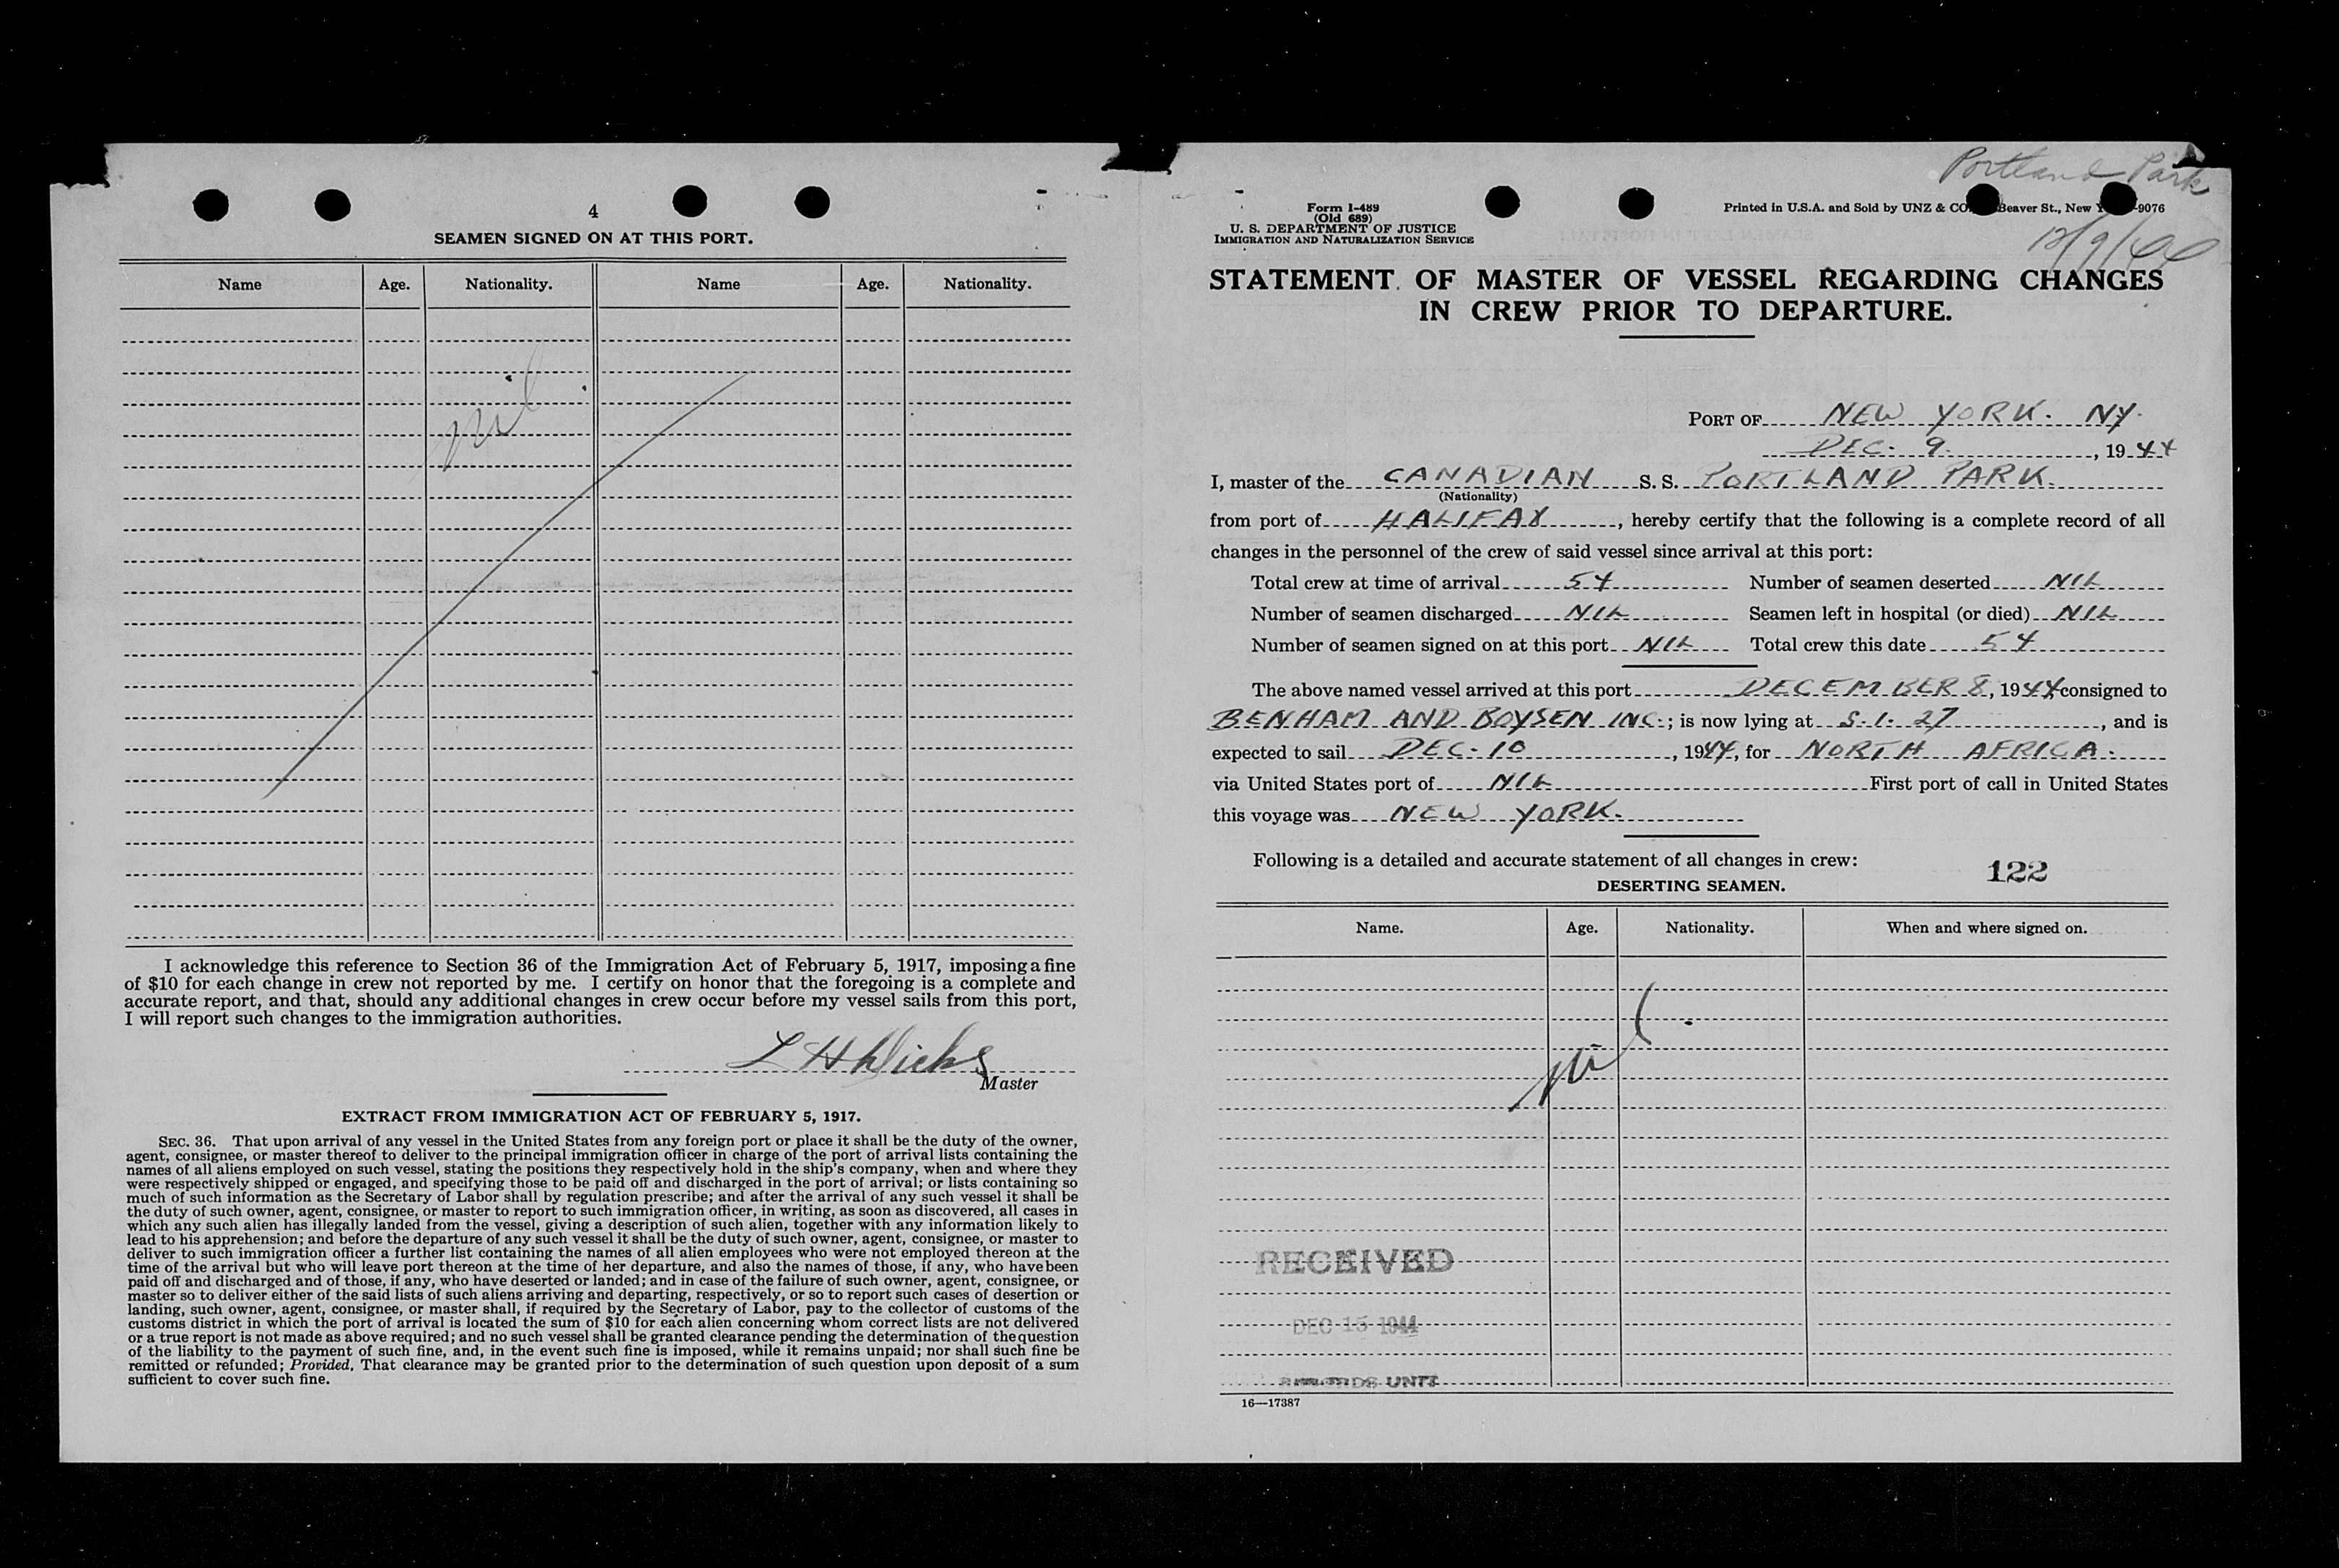 4
SEAMEN SIGNED ON AT THIS PORT.
Name Age. Nationality. Name Age. Nationality.
nil
I acknowledge this reference to Section 36 of the Immigration Act of February 5, 1917, imposing a fine
of $10 for each change in crew not reported by me. I certify on honor that the foregoing is a complete and
accurate report, and that, should any additional changes in crew occur before my vessel sails from this port,
I will report such changes to the immigration authorities.
Master
EXTRACT FROM IMMIGRATION ACT OF FEBRUARY 5, 1917.
SEC. 36. That upon arrival of any vessel in the United States from any foreign port or place it shall be the duty of the owner,
agent, consignee, or master thereof to deliver to the principal immigration officer in charge of the port of arrival lists containing the
names of all aliens employed on such vessel, stating the positions they respectively hold in the ship's company, when and where they
were respectively shipped or engaged, and specifying those to be paid off and discharged in the port of arrival; or lists containing so
much of such information as the Secretary of Labor shall by regulation prescribe; and after the arrival of any such vessel it shall be
the duty of such owner, agent, consignee, or master to report to such immigration officer, in writing, as soon as discovered, all cases in
which any such alien has illegally landed from the vessel, giving a description of such alien, together with any information likely to
lead to his apprehension; and before the departure of any such vessel it shall be the duty of such owner, agent, consignee, or master to
deliver to such immigration officer a further list containing the names of all alien employees who were not employed thereon at the
time of the arrival but who will leave port thereon at the time of her departure, and also the names of those, if any, who have been
paid off and discharged and of those, if any, who have deserted or landed; and in case of the failure of such owner, agent, consignee, or
master so to deliver either of the said lists of such aliens arriving and departing, respectively, or so to report such cases of desertion or
landing, such owner, agent, consignee, or master shall, if required by the Secretary of Labor, pay to the collector of customs of the
customs district in which the port of arrival is located the sum of $10 for each alien concerning whom correct lists are not delivered
or a true report is not made as above required; and no such vessel shall be granted clearance pending the determination of the question
of the liability to the payment of such fine, and, in the event such fine is imposed, while it remains unpaid; nor shall such fine be
remitted or refunded; Provided, That clearance may be granted prior to the determination of such question upon deposit of a sum
sufficient to cover such fine.
Portland Park
Form I-489
(Old 689)
U. S. DEPARTMENT OF JUSTICE
IMMIGRATION AND NATURALIZATION SERVICE
Printed in U.S.A. and Sold by UNZ & CO. Beaver St., New 9076
12/9/44
STATEMENT OF MASTER OF VESSEL REGARDING CHANGES
IN CREW PRIOR TO DEPARTURE.
PORT OF NEW YORK. NY.
DEC. 9. , 1944
I, master of the CANADIAN S. S. PORTLAND PARK.
(Nationality)
from port of HALIFAX , hereby certify that the following is a complete record of all
changes in the personnel of the crew of said vessel since arrival at this port:
Total crew at time of arrival 54 Number of seamen deserted NIL
Number of seamen discharged NIL Seamen left in hospital (or died) NIL
Number of seamen signed on at this port NIL Total crew this date 54
The above named vessel arrived at this port DECEMBER 8, 1944 consigned to
BENHAM AND BOYSEN INC.; is now lying at S.I. 27 , and is
expected to sail DEC. 10 , 1944, for NORTH AFRICA.
via United States port of NIL First port of call in United States
this voyage was NEW YORK.
Following is a detailed and accurate statement of all changes in crew:
122
DESERTING SEAMEN.
Name. Age. Nationality. When and where signed on.
nil
RECEIVED
DEC 15 1944
UNIT
16—17387